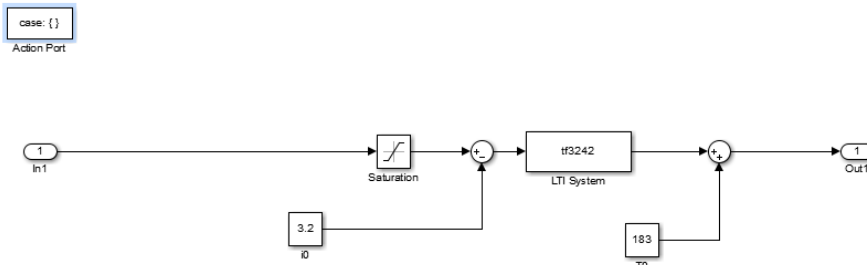 case: { }
Action Port
1
In1
Saturation
+
−
tf3242
LTI System
+
+
1
Out1
3.2
i0
183